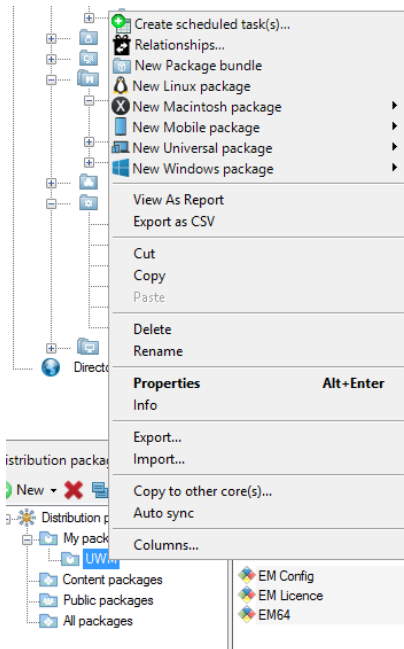 Create scheduled task(s)...
Relationships...
New Package bundle
New Linux package
New Macintosh package
New Mobile package
New Universal package
New Windows package
View As Report
Export as CSV
Cut
Copy
Paste
Delete
Rename
Properties Alt+Enter
Info
Export...
Import...
Copy to other core(s)...
Auto sync
Columns...
Directo
istribution packa
New
Distribution p
My pack
UWM
Content packages
Public packages
All packages
EM Config
EM Licence
EM64